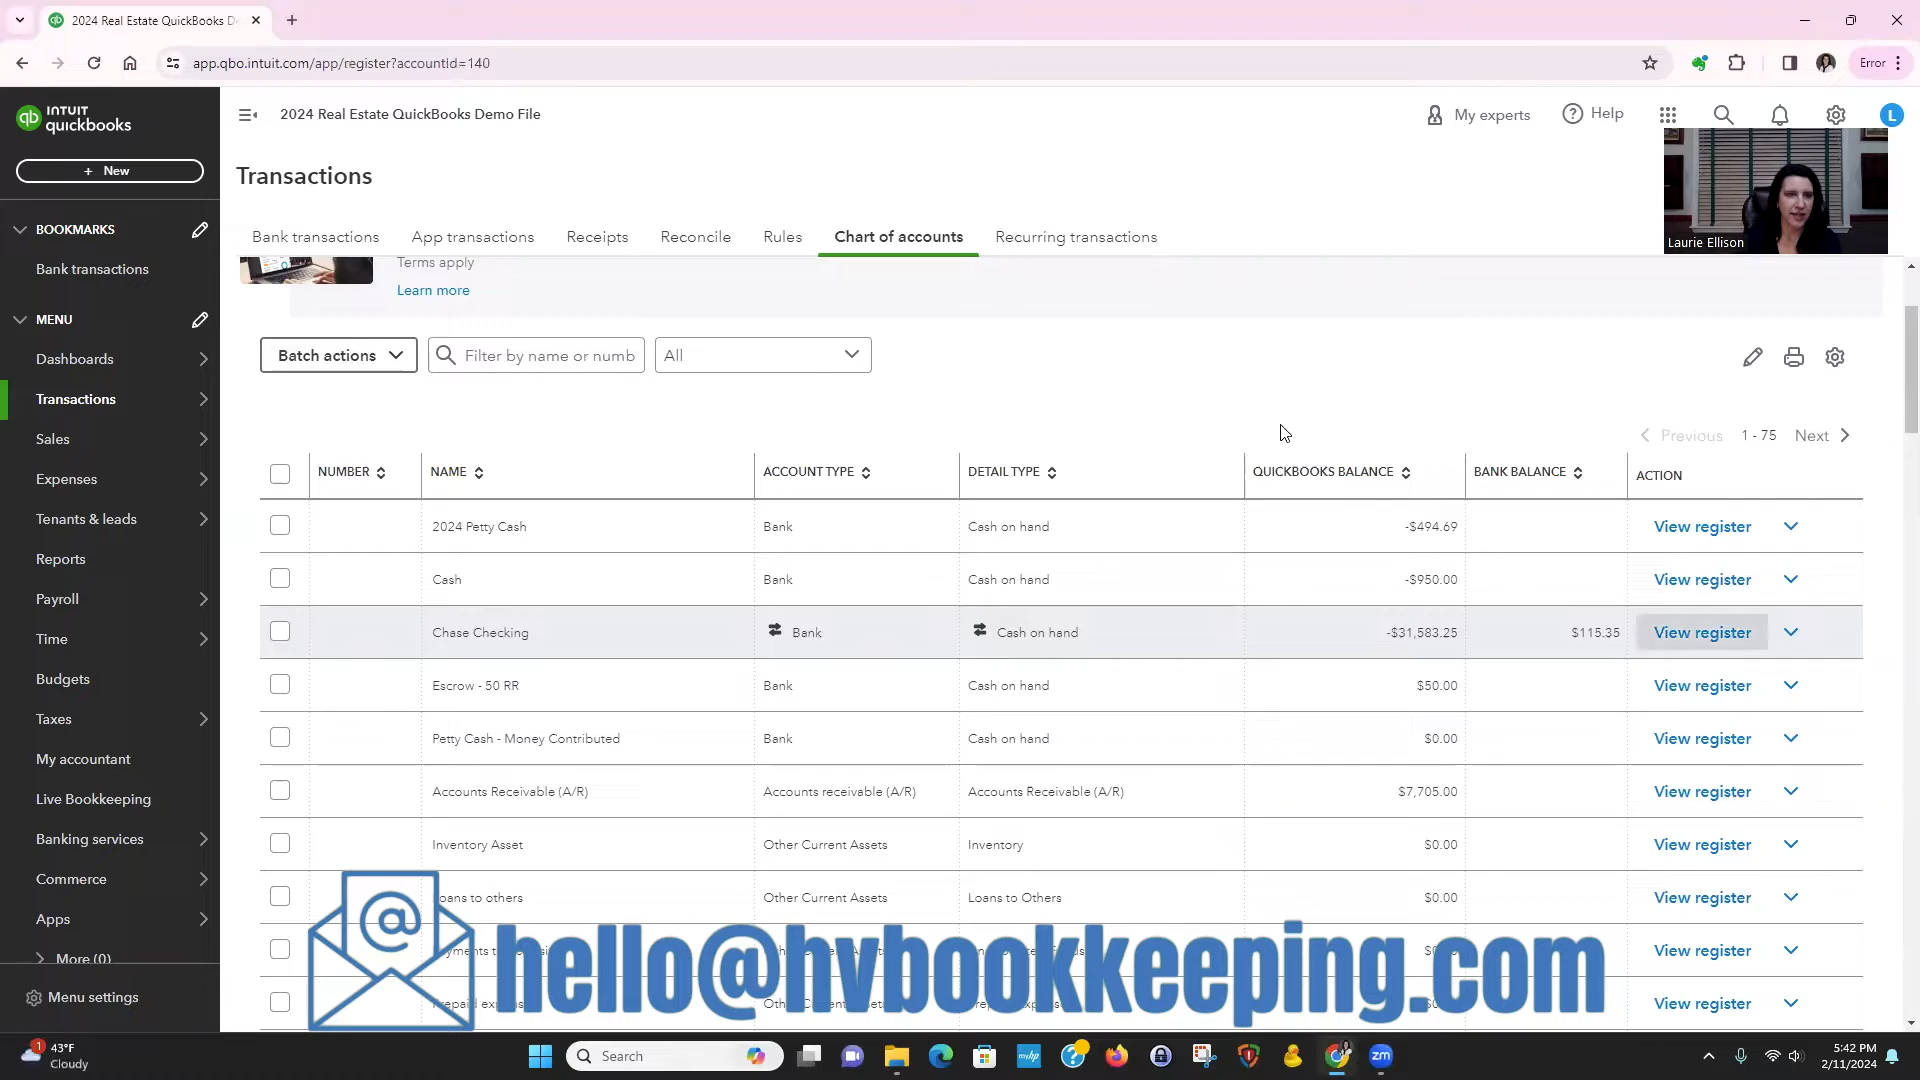 2024 Real Estate QuickBooks D
app.qbo.intuit.com/app/register?accountId=140
Error
INTUIT
quickbooks
2024 Real Estate QuickBooks Demo File
My experts
Help
L
+ New
Transactions
Laurie Ellison
Bank transactions
App transactions
Receipts
Reconcile
Rules
Chart of accounts
Recurring transactions
BOOKMARKS
Bank transactions
MENU
Dashboards
Transactions
Sales
Expenses
Tenants & leads
Reports
Payroll
Time
Budgets
Taxes
My accountant
Live Bookkeeping
Banking services
Commerce
Apps
More (0)
Menu settings
Terms apply
Learn more
Batch actions
Filter by name or numb
All
Previous 1 - 75 Next
NUMBER NAME ACCOUNT TYPE DETAIL TYPE QUICKBOOKS BALANCE BANK BALANCE ACTION
2024 Petty Cash Bank Cash on hand -$494.69 View register
Cash Bank Cash on hand -$950.00 View register
Chase Checking Bank Cash on hand -$31,583.25 $115.35 View register
Escrow - 50 RR Bank Cash on hand $50.00 View register
Petty Cash - Money Contributed Bank Cash on hand $0.00 View register
Accounts Receivable (A/R) Accounts receivable (A/R) Accounts Receivable (A/R) $7,705.00 View register
Inventory Asset Other Current Assets Inventory $0.00 View register
Loans to others Other Current Assets Loans to Others $0.00 View register
View register
View register
hello@hvbookkeeping.com
1
43°F
Cloudy
Search
myhp
zm
5:42 PM
2/11/2024